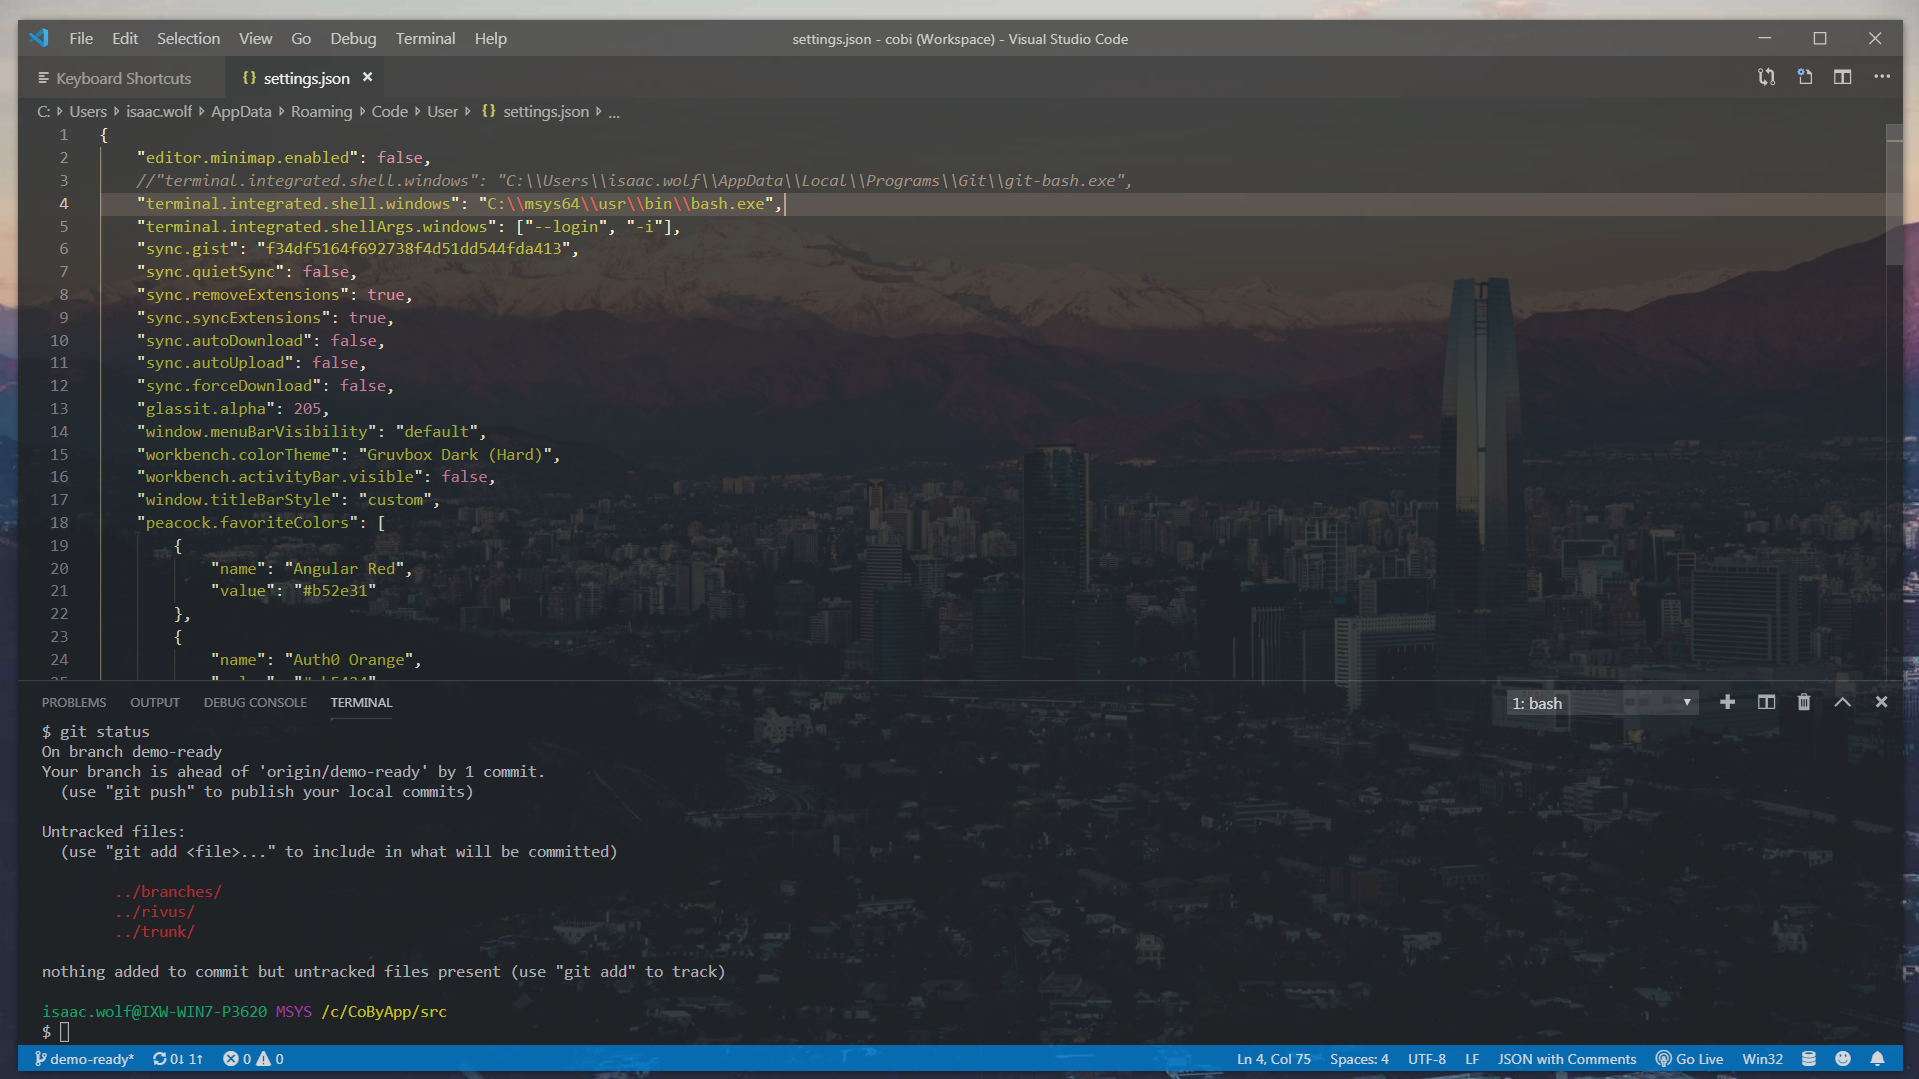 File Edit Selection View Go Debug Terminal Help
settings.json - cobi (Workspace) - Visual Studio Code
Keyboard Shortcuts
{} settings.json ×
C: > Users > isaac.wolf > AppData > Roaming > Code > User > {} settings.json > ...
1 {
2 "editor.minimap.enabled": false,
3 //"terminal.integrated.shell.windows": "C:\\Users\\isaac.wolf\\AppData\\Local\\Programs\\Git\\git-bash.exe",
4 "terminal.integrated.shell.windows": "C:\\msys64\\usr\\bin\\bash.exe",
5 "terminal.integrated.shellArgs.windows": ["--login", "-i"],
6 "sync.gist": "f34df5164f692738f4d51dd544fda413",
7 "sync.quietSync": false,
8 "sync.removeExtensions": true,
9 "sync.syncExtensions": true,
10 "sync.autoDownload": false,
11 "sync.autoUpload": false,
12 "sync.forceDownload": false,
13 "glassit.alpha": 205,
14 "window.menuBarVisibility": "default",
15 "workbench.colorTheme": "Gruvbox Dark (Hard)",
16 "workbench.activityBar.visible": false,
17 "window.titleBarStyle": "custom",
18 "peacock.favoriteColors": [
19 {
20 "name": "Angular Red",
21 "value": "#b52e31"
22 },
23 {
24 "name": "Auth0 Orange",
PROBLEMS OUTPUT DEBUG CONSOLE TERMINAL
1: bash
$ git status
On branch demo-ready
Your branch is ahead of 'origin/demo-ready' by 1 commit.
(use "git push" to publish your local commits)
Untracked files:
(use "git add <file>..." to include in what will be committed)
../branches/
../rivus/
../trunk/
nothing added to commit but untracked files present (use "git add" to track)
isaac.wolf@IXW-WIN7-P3620 MSYS /c/CoByApp/src
$
demo-ready* 0↓ 1↑ 0 0
Ln 4, Col 75 Spaces: 4 UTF-8 LF JSON with Comments Go Live Win32